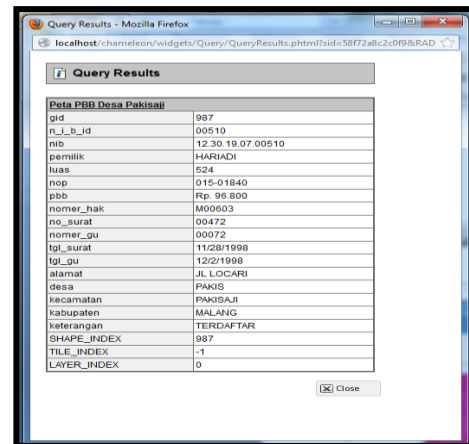 Query Results - Mozilla Firefox
localhost/chameleon/widgets/Query/QueryResults.phtml?sid=58f72a8c2c0f9&RAD
Query Results
Peta PBB Desa Pakisaji
gid 987
n_i_b_id 00510
nib 12.30.19.07.00510
pemilik HARIADI
luas 524
nop 015-01840
pbb Rp. 96.800
nomer_hak M00603
no_surat 00472
nomer_gu 00072
tgl_surat 11/28/1998
tgl_gu 12/2/1998
alamat JL LOCARI
desa PAKIS
kecamatan PAKISAJI
kabupaten MALANG
keterangan TERDAFTAR
SHAPE_INDEX 987
TILE_INDEX -1
LAYER_INDEX 0
Close